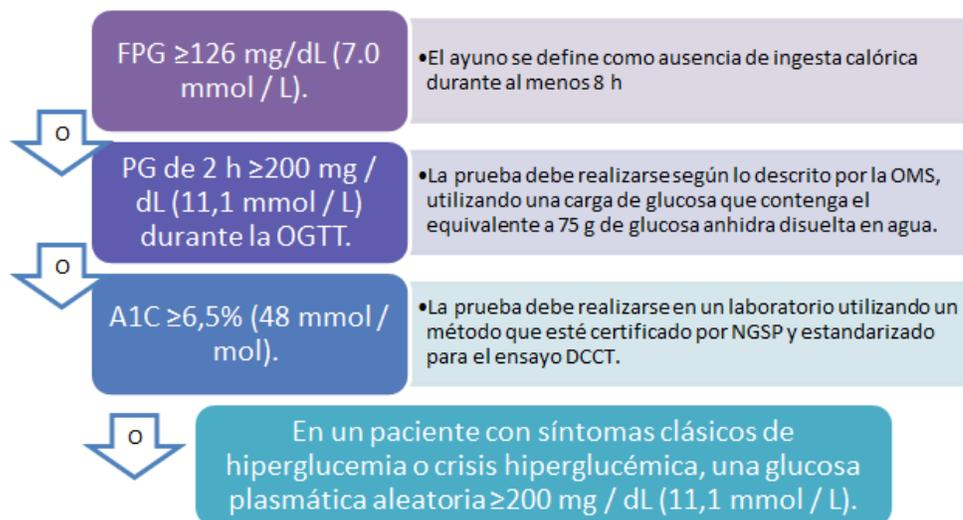 FPG ≥126 mg/dL (7.0
mmol / L).
•El ayuno se define como ausencia de ingesta calórica
durante al menos 8 h
O
PG de 2 h ≥200 mg /
dL (11,1 mmol / L)
durante la OGTT.
•La prueba debe realizarse según lo descrito por la OMS,
utilizando una carga de glucosa que contenga el
equivalente a 75 g de glucosa anhidra disuelta en agua.
O
A1C ≥6,5% (48 mmol /
mol).
•La prueba debe realizarse en un laboratorio utilizando un
método que esté certificado por NGSP y estandarizado
para el ensayo DCCT.
O
En un paciente con síntomas clásicos de
hiperglucemia o crisis hiperglucémica, una glucosa
plasmática aleatoria ≥200 mg / dL (11,1 mmol / L).